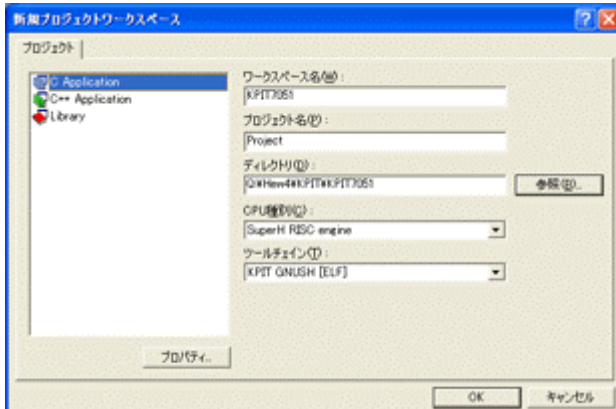 新規プロジェクトワークスペース
プロジェクト
C Application
C++ Application
Library
ワークスペース名(W):
KPIT7051
プロジェクト名(P):
Project
ディレクトリ(D):
Q:¥Hew4¥KPIT¥KPIT7051
参照(B)...
CPU種別(C):
SuperH RISC engine
ツールチェイン(T):
KPIT GNUSH [ELF]
プロパティ...
OK
キャンセル